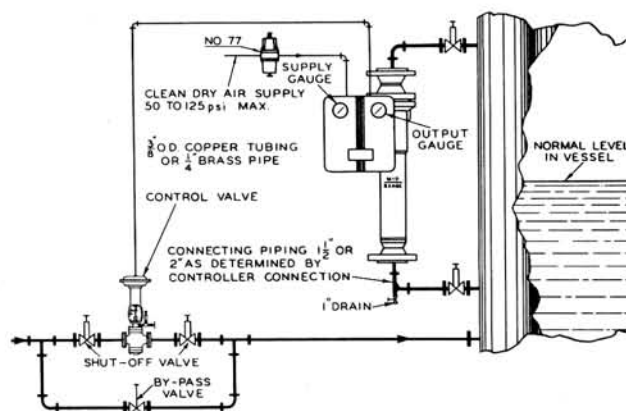 NO 77
CLEAN DRY AIR SUPPLY
50 TO 125 psi MAX.
SUPPLY
GAUGE
OUTPUT
GAUGE
3/8" O.D. COPPER TUBING
OR 1/4" BRASS PIPE
MID
RANGE
NORMAL LEVEL
IN VESSEL
CONTROL VALVE
CONNECTING PIPING 1 1/2" OR
2" AS DETERMINED BY
CONTROLLER CONNECTION
1" DRAIN
SHUT-OFF VALVE
BY-PASS
VALVE